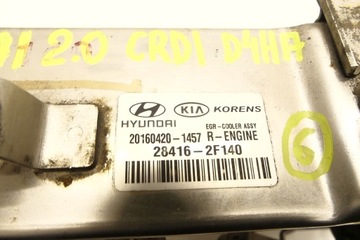 2.0 CRDI D4HA
HYUNDAI KIA KORENS
EGR-COOLER ASSY
20160420-1457 R-ENGINE
28416-2F140
6